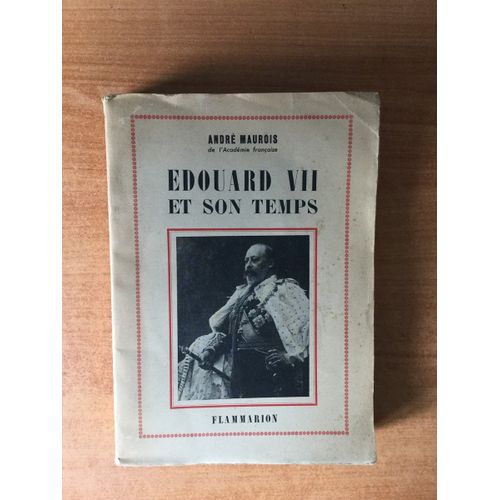 ANDRÉ MAUROIS
de l'Académie française
EDOUARD VII
ET SON TEMPS
FLAMMARION